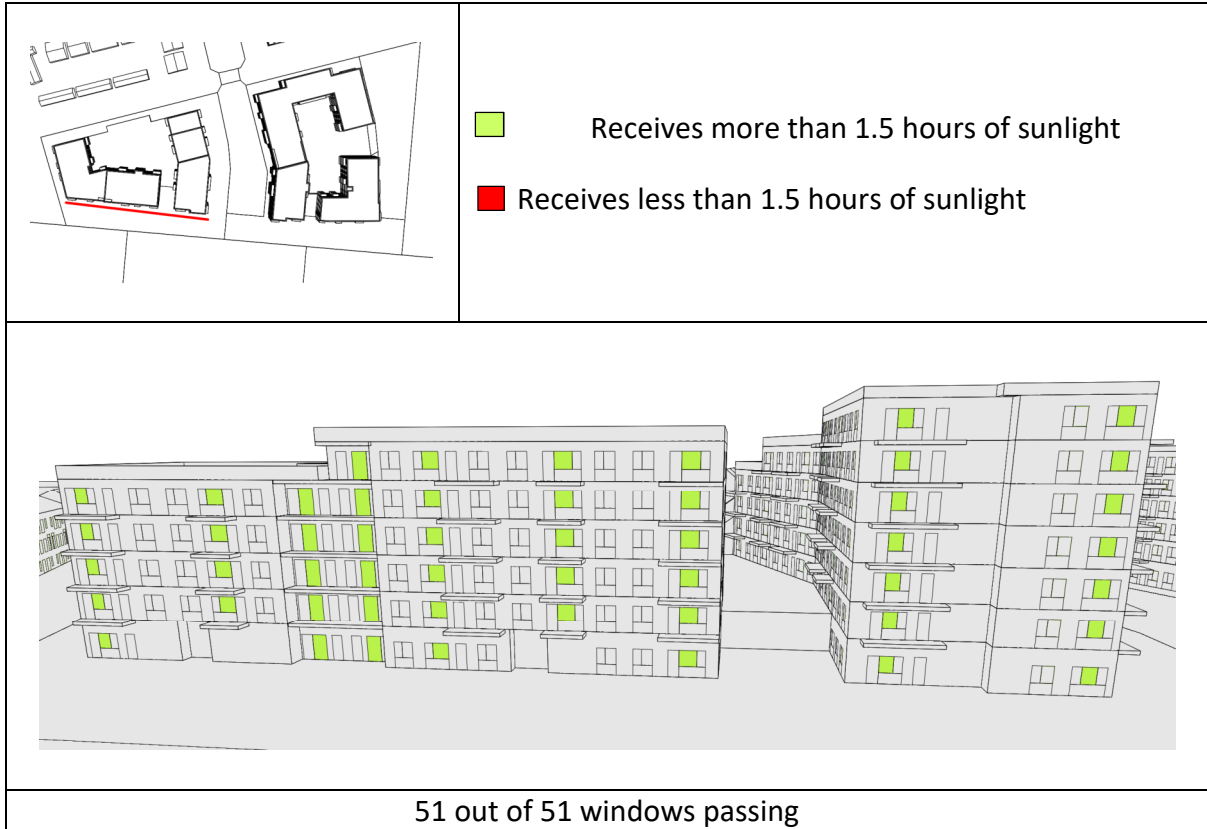 Receives more than 1.5 hours of sunlight
Receives less than 1.5 hours of sunlight
51 out of 51 windows passing